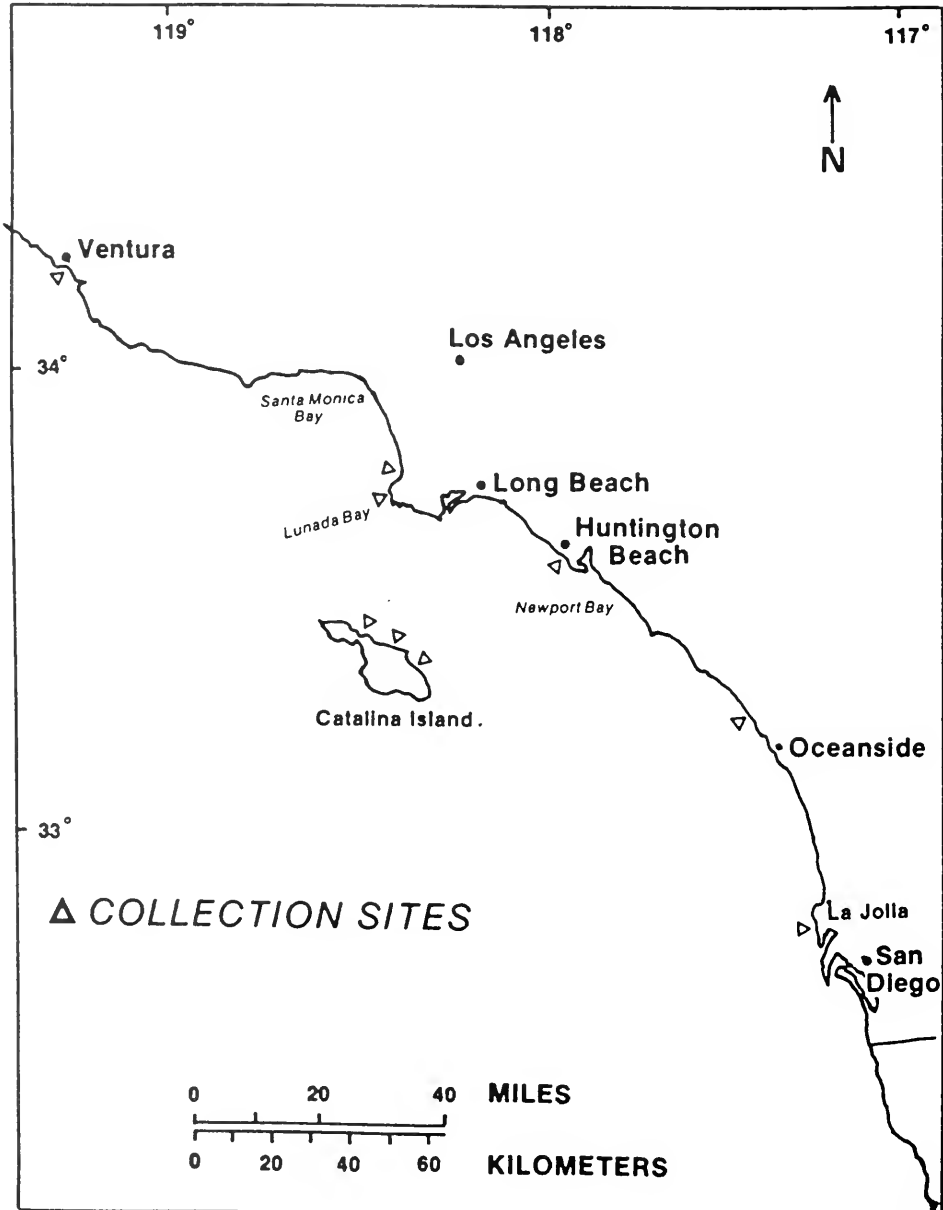 119°
118°
117°
N
Ventura
Los Angeles
34°
Santa Monica
Bay
Long Beach
Lunada Bay
Huntington
Beach
Newport Bay
Catalina Island.
Oceanside
33°
Δ COLLECTION SITES
La Jolla
San
Diego
0 20 40 MILES
0 20 40 60 KILOMETERS